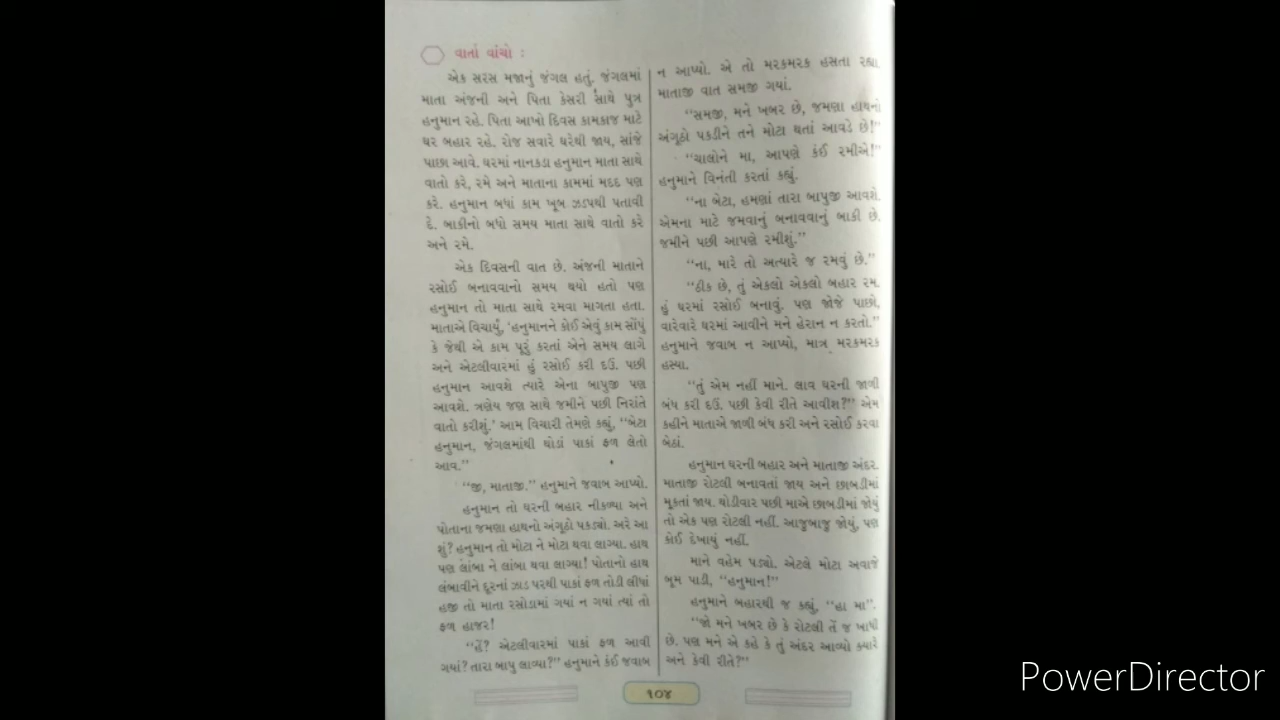 વાર્તા વાંચો :
એક સરસ મજાનું જંગલ હતું. જંગલમાં
માતા અંજની અને પિતા કેસરી સાથે પુત્ર
હનુમાન રહે. પિતા આખો દિવસ કામકાજ માટે
ઘર બહાર રહે. રોજ સવારે ઘરેથી જાય, સાંજે
પાછા આવે. ઘરમાં નાનકડા હનુમાન માતા સાથે
વાતો કરે, રમે અને માતાના કામમાં મદદ પણ
કરે. હનુમાન બધાં કામ ખૂબ ઝડપથી પતાવી
દે. બાકીનો બધો સમય માતા સાથે વાતો કરે
અને રમે.
એક દિવસની વાત છે. અંજની માતાને
રસોઈ બનાવવાનો સમય થયો હતો પણ
હનુમાન તો માતા સાથે રમવા માગતા હતા.
માતાએ વિચાર્યું, ‘હનુમાનને કોઈ એવું કામ સોંપું
કે જેથી એ કામ પૂરું કરતાં એને સમય લાગે
અને એટલીવારમાં હું રસોઈ કરી દઉં. પછી
હનુમાન આવશે ત્યારે એના બાપુજી પણ
આવશે. ત્રણેય જણ સાથે જમીને પછી નિરાંતે
વાતો કરીશું.’ આમ વિચારી તેમણે કહ્યું, “બેટા
હનુમાન, જંગલમાંથી થોડાં પાકાં ફળ લેતો
આવ.”
“જી, માતાજી.” હનુમાને જવાબ આપ્યો.
હનુમાન તો ઘરની બહાર નીકળ્યા અને
પોતાના જમણા હાથનો અંગૂઠો પકડ્યો. અરે આ
શું? હનુમાન તો મોટા ને મોટા થવા લાગ્યા. હાથ
પણ લાંબા ને લાંબા થવા લાગ્યા! પોતાનો હાથ
લંબાવીને દૂરનાં ઝાડ પરથી પાકાં ફળ તોડી લીધાં
હજી તો માતા રસોડામાં ગયાં ન ગયાં ત્યાં તો
ફળ હાજર!
“હેં? એટલીવારમાં પાકાં ફળ આવી
ગયાં? તારા બાપુ લાવ્યા?” હનુમાને કંઈ જવાબ
ન આપ્યો. એ તો મરકમરક હસતા રહ્યા.
માતાજી વાત સમજી ગયાં.
“સમજી, મને ખબર છે, જમણા હાથનો
અંગૂઠો પકડીને તને મોટા થતાં આવડે છે!”
“ચાલોને મા, આપણે કંઈ રમીએ!”
હનુમાને વિનંતી કરતાં કહ્યું.
“ના બેટા, હમણાં તારા બાપુજી આવશે.
એમના માટે જમવાનું બનાવવાનું બાકી છે.
જમીને પછી આપણે રમીશું.”
“ના, મારે તો અત્યારે જ રમવું છે.”
“ઠીક છે, તું એકલો એકલો બહાર રમ.
હું ઘરમાં રસોઈ બનાવું. પણ જોજે પાછો,
વારેવારે ઘરમાં આવીને મને હેરાન ન કરતો.”
હનુમાને જવાબ ન આપ્યો, માત્ર મરકમરક
હસ્યા.
“તું એમ નહીં માને. લાવ ઘરની જાળી
બંધ કરી દઉં. પછી કેવી રીતે આવીશ?” એમ
કહીને માતાએ જાળી બંધ કરી અને રસોઈ કરવા
બેઠાં.
હનુમાન ઘરની બહાર અને માતાજી અંદર.
માતાજી રોટલી બનાવતાં જાય અને છાબડીમાં
મૂકતાં જાય. થોડીવાર પછી માએ છાબડીમાં જોયું
તો એક પણ રોટલી નહીં. આજુબાજુ જોયું, પણ
કોઈ દેખાયું નહીં.
માને વહેમ પડ્યો. એટલે મોટા અવાજે
બૂમ પાડી, “હનુમાન!”
હનુમાને બહારથી જ કહ્યું, “હા મા”.
“જો મને ખબર છે કે રોટલી તેં જ ખાધી
છે. પણ મને એ કહે કે તું અંદર આવ્યો ક્યારે
અને કેવી રીતે?”
૧૦૪
PowerDirector